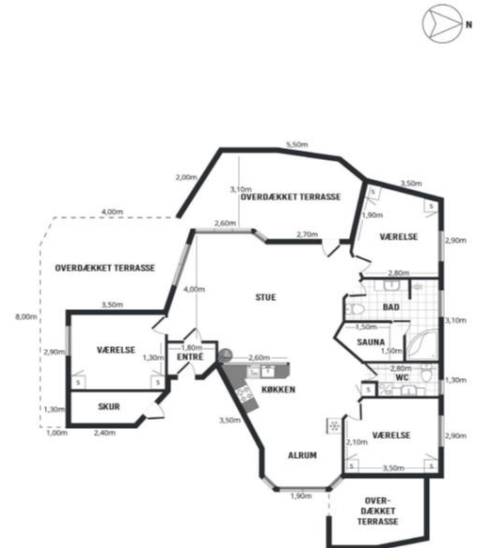 N
5,50m
2,00m
3,10m
OVERDÆKKET TERRASSE
3,50m
S
S
1,90m
4,00m
2,60m
2,70m
VÆRELSE
2,90m
OVERDÆKKET TERRASSE
2,80m
4,00m
STUE
BAD
8,00m
3,50m
3,10m
1,50m
SAUNA
1,50m
2,90m
VÆRELSE
1,30m
1,80m
ENTRÉ
2,60m
2,80m
WC
1,30m
S
S
KØKKEN
S
1,30m
SKUR
3,50m
VÆRELSE
2,90m
2,10m
1,00m
2,40m
ALRUM
S
3,50m
S
1,90m
OVER-
DÆKKET
TERRASSE